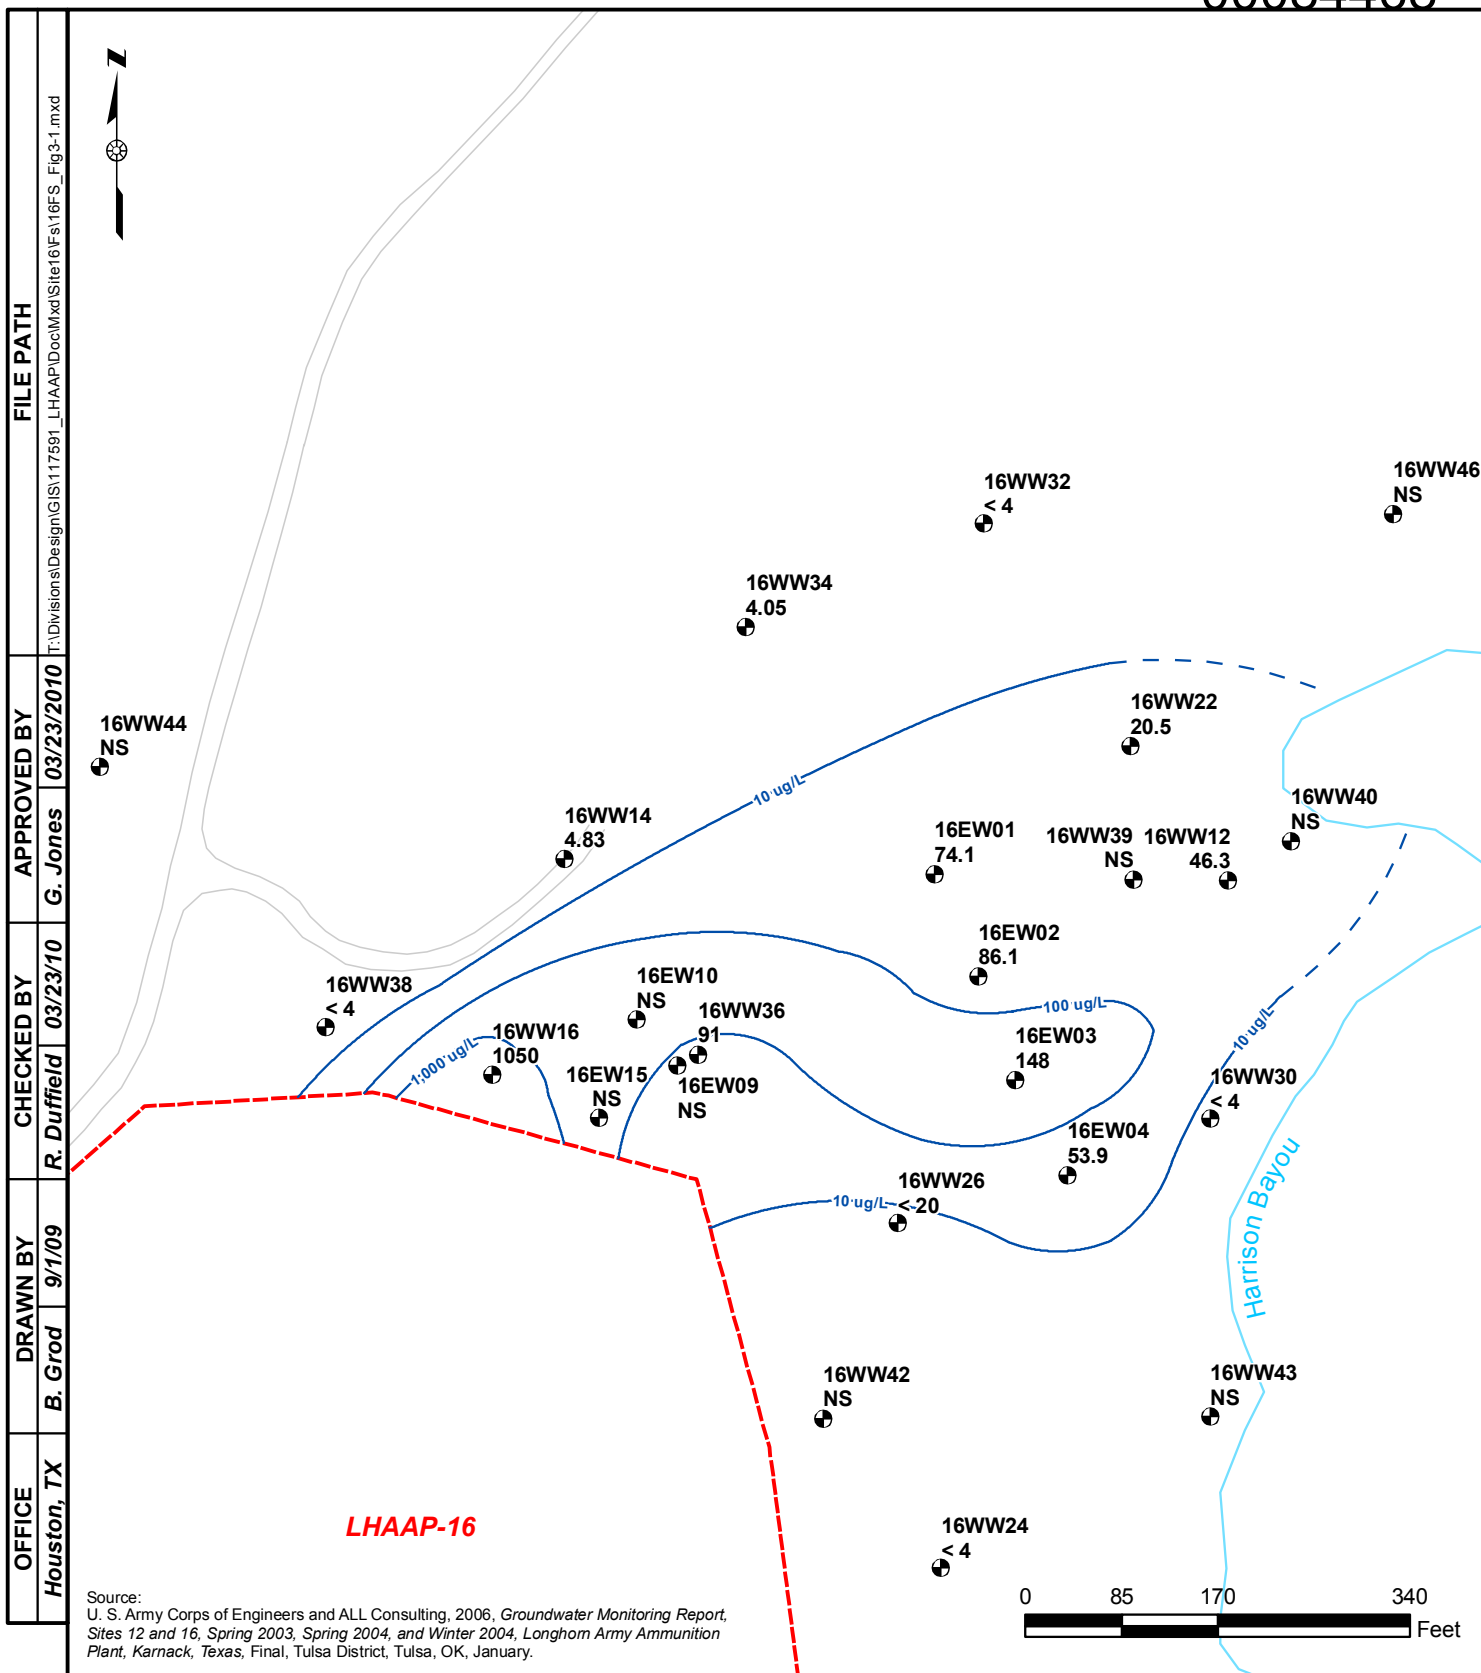 FILE PATH
T:\Divisions\Design\GIS\117591_LHAAP\Doc\Mxd\Site16\Fs\16FS_Fig3-1.mxd
APPROVED BY
G. Jones 03/23/2010
CHECKED BY
R. Duffield 03/23/10
DRAWN BY
B. Grod 9/1/09
OFFICE
Houston, TX
N
16WW46
NS
16WW32
< 4
16WW34
4.05
16WW44
NS
16WW22
20.5
10 ug/L
16WW40
NS
16WW14
4.83
16EW01
74.1
16WW39
NS
16WW12
46.3
16EW02
86.1
16WW38
< 4
16EW10
NS
16WW36
91
100 ug/L
16EW03
148
10 ug/L
16WW16
1050
1,000 ug/L
16EW15
NS
16EW09
NS
16WW30
< 4
16EW04
53.9
16WW26
< 20
10 ug/L
Harrison Bayou
16WW42
NS
16WW43
NS
LHAAP-16
16WW24
< 4
0 85 170 340
Feet
Source:
U. S. Army Corps of Engineers and ALL Consulting, 2006, Groundwater Monitoring Report,
Sites 12 and 16, Spring 2003, Spring 2004, and Winter 2004, Longhorn Army Ammunition
Plant, Karnack, Texas, Final, Tulsa District, Tulsa, OK, January.